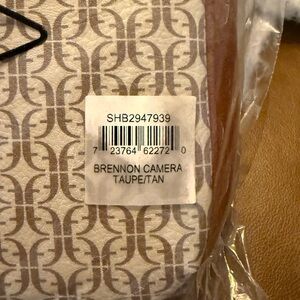 SHB2947939
7 23764 62272 0
BRENNON CAMERA
TAUPE/TAN